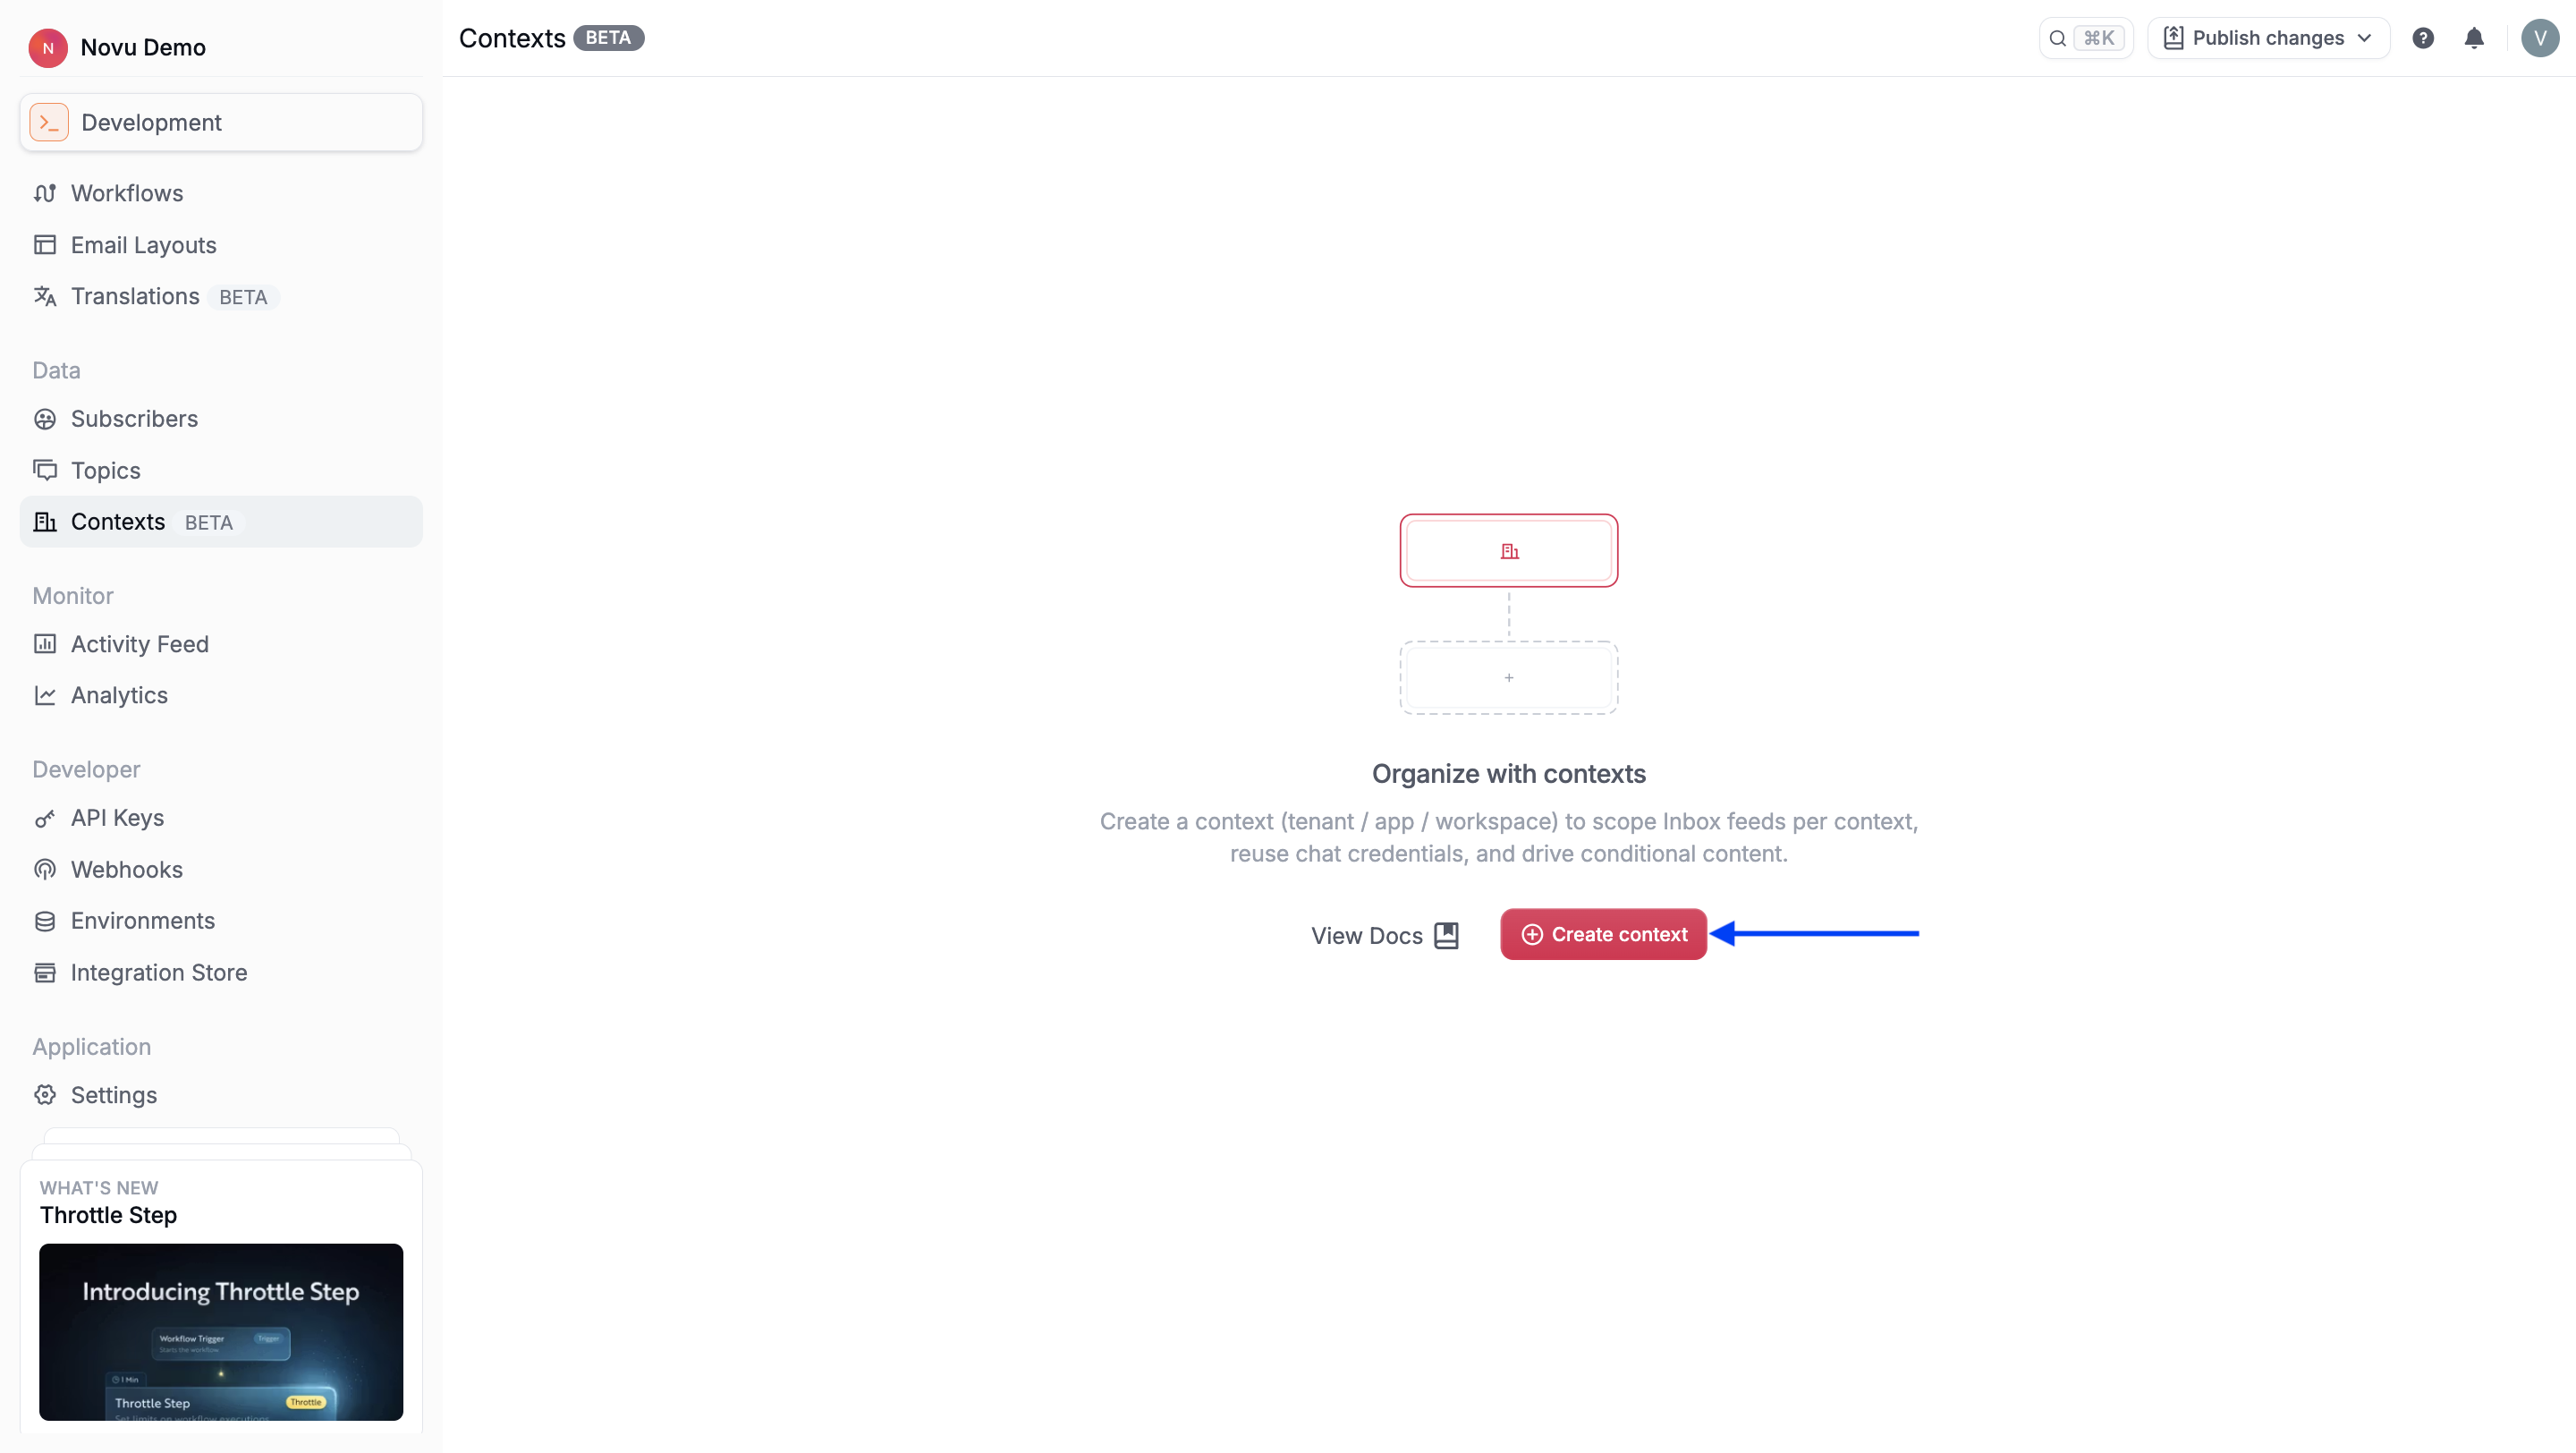 N Novu Demo
Contexts BETA
⌘K
Publish changes
V
Development
Workflows
Email Layouts
Translations BETA
Data
Subscribers
Topics
Contexts BETA
Monitor
Activity Feed
Analytics
Developer
API Keys
Webhooks
Environments
Integration Store
Application
Settings
WHAT'S NEW
Throttle Step
Introducing Throttle Step
Workflow Trigger Trigger
Starts the workflow
1 Min
Throttle Step Throttle
Set limits on workflow executions
Organize with contexts
Create a context (tenant / app / workspace) to scope Inbox feeds per context,
reuse chat credentials, and drive conditional content.
View Docs
Create context